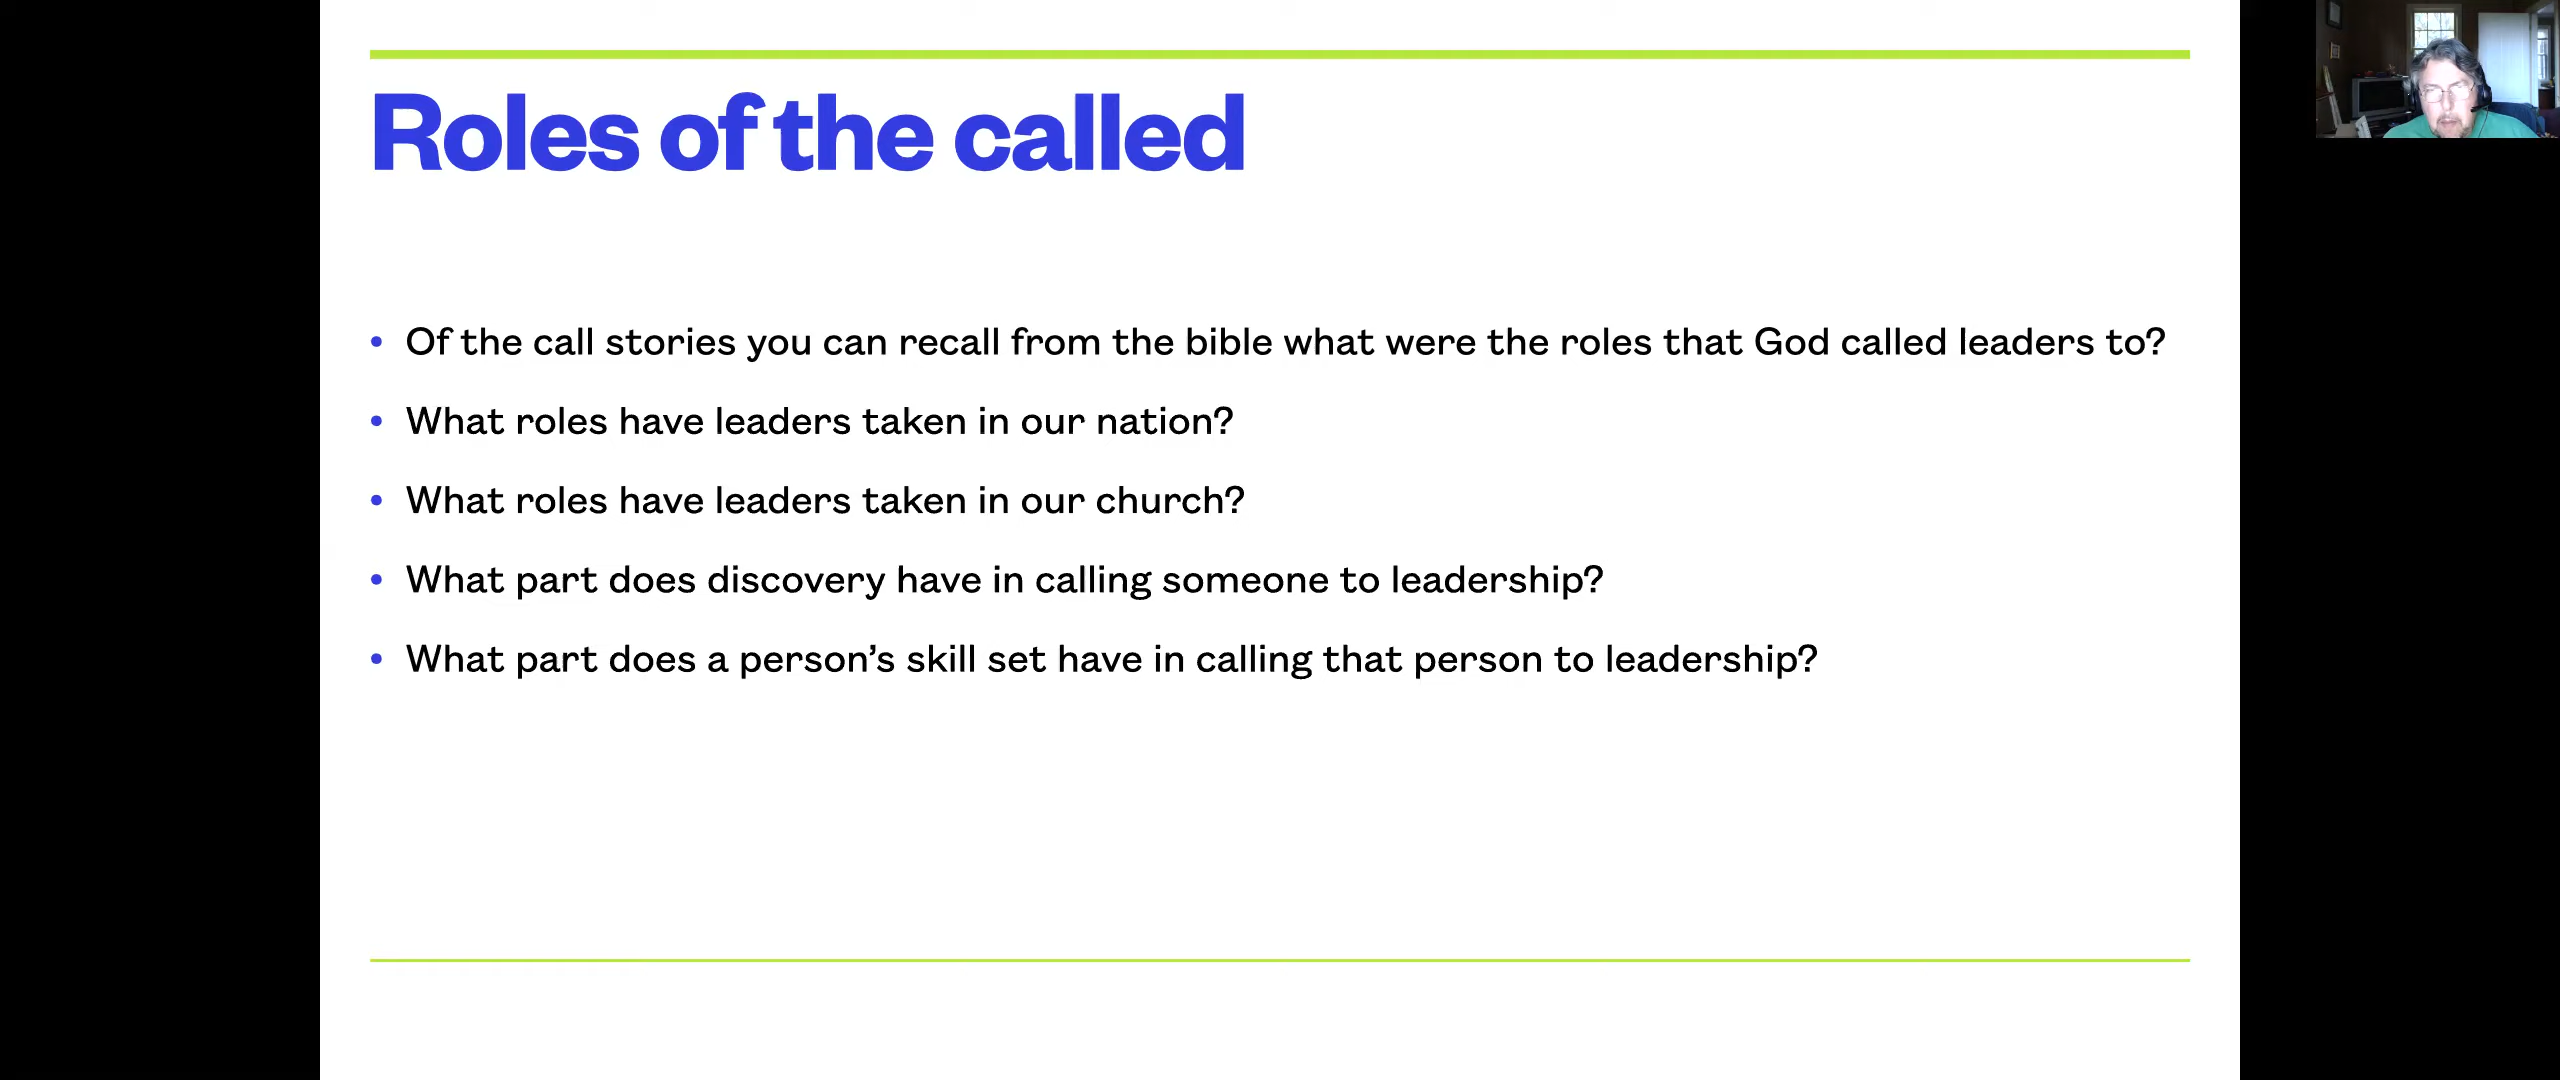 Roles of the called
• Of the call stories you can recall from the bible what were the roles that God called leaders to?
• What roles have leaders taken in our nation?
• What roles have leaders taken in our church?
• What part does discovery have in calling someone to leadership?
• What part does a person’s skill set have in calling that person to leadership?